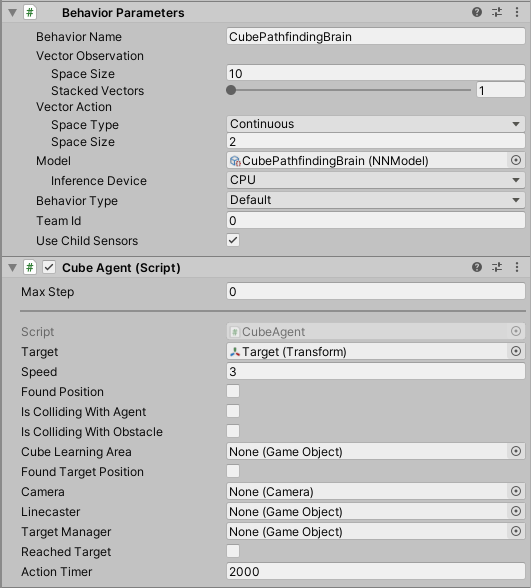 Behavior Parameters
Behavior Name CubePathfindingBrain
Vector Observation
Space Size 10
Stacked Vectors 1
Vector Action
Space Type Continuous
Space Size 2
Model CubePathfindingBrain (NNModel)
Inference Device CPU
Behavior Type Default
Team Id 0
Use Child Sensors
# Cube Agent (Script)
Max Step 0
Script CubeAgent
Target Target (Transform)
Speed 3
Found Position
Is Colliding With Agent
Is Colliding With Obstacle
Cube Learning Area None (Game Object)
Found Target Position
Camera None (Camera)
Linecaster None (Game Object)
Target Manager None (Game Object)
Reached Target
Action Timer 2000